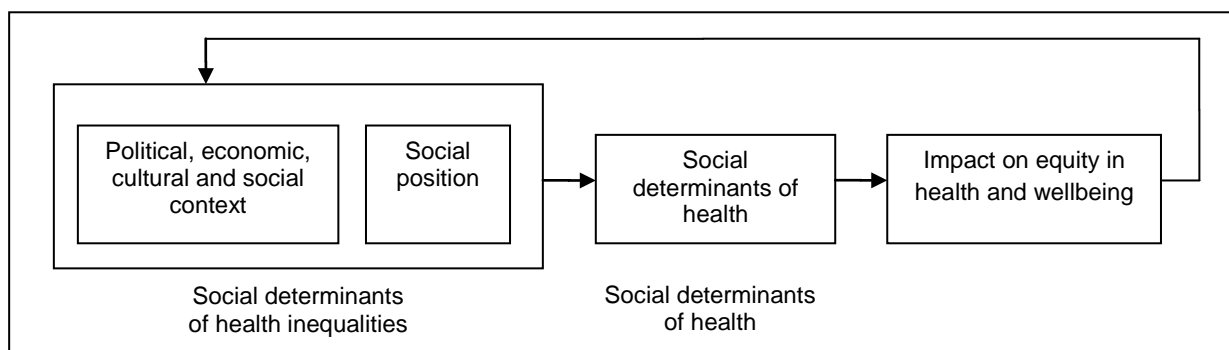 Political, economic,
cultural and social
context
Social
position
Social
determinants of
health
Impact on equity in
health and wellbeing
Social determinants
of health inequalities
Social determinants
of health